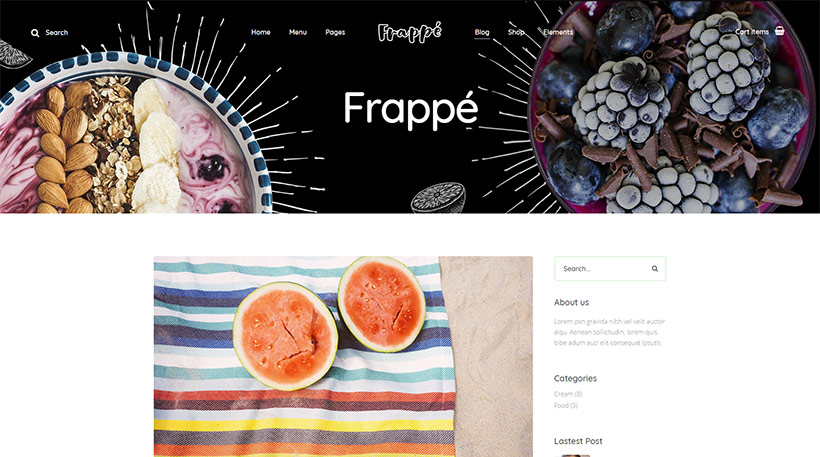 Search
Home
Menu
Pages
Frappé
Blog
Shop
Elements
Cart Items
Frappé
Search...
About us
Lorem pon gravida nibh vel velit auctor
aliqu. Aenean sollicitudin, lorem quis
bibe adum auci elit consequat ipsutis
Categories
Cream (8)
Food (3)
Lastest Post